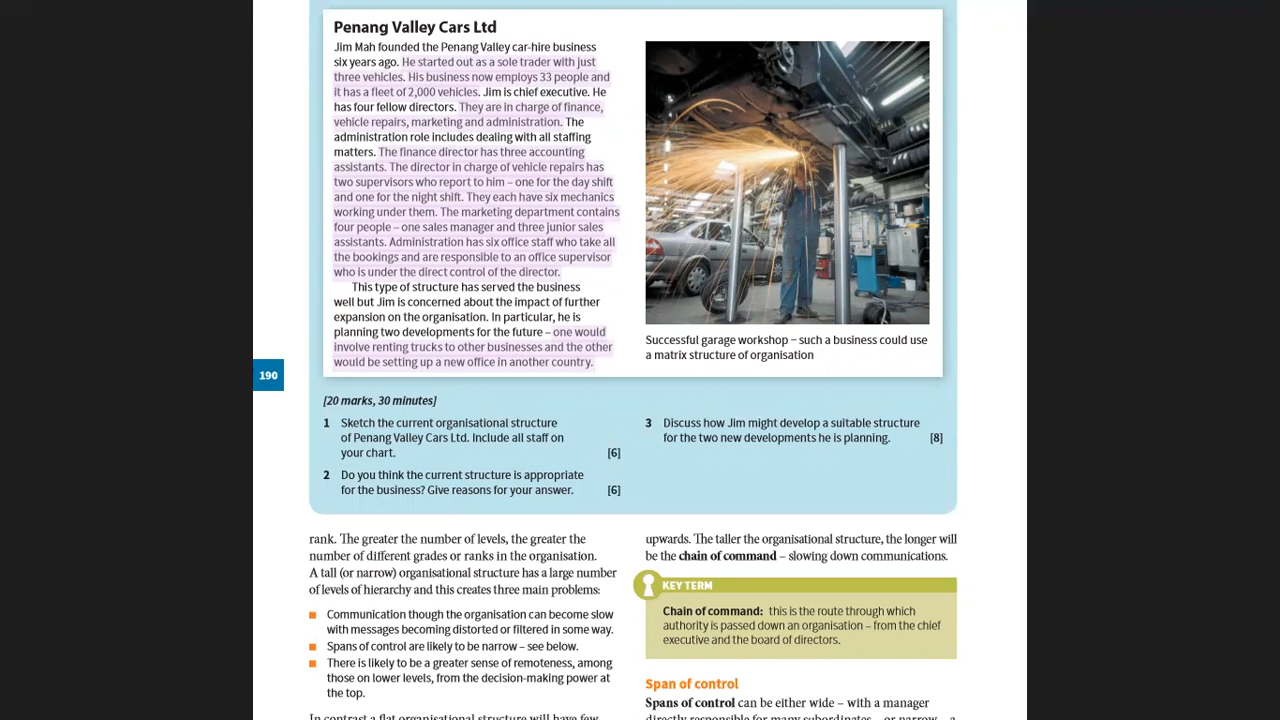 Penang Valley Cars Ltd
Jim Mah founded the Penang Valley car-hire business
six years ago. He started out as a sole trader with just
three vehicles. His business now employs 33 people and
it has a fleet of 2,000 vehicles. Jim is chief executive. He
has four fellow directors. They are in charge of finance,
vehicle repairs, marketing and administration. The
administration role includes dealing with all staffing
matters. The finance director has three accounting
assistants. The director in charge of vehicle repairs has
two supervisors who report to him – one for the day shift
and one for the night shift. They each have six mechanics
working under them. The marketing department contains
four people – one sales manager and three junior sales
assistants. Administration has six office staff who take all
the bookings and are responsible to an office supervisor
who is under the direct control of the director.
This type of structure has served the business
well but Jim is concerned about the impact of further
expansion on the organisation. In particular, he is
planning two developments for the future – one would
involve renting trucks to other businesses and the other
would be setting up a new office in another country.
Successful garage workshop – such a business could use
a matrix structure of organisation
190
[20 marks, 30 minutes]
1 Sketch the current organisational structure
of Penang Valley Cars Ltd. Include all staff on
your chart. [6]
2 Do you think the current structure is appropriate
for the business? Give reasons for your answer. [6]
3 Discuss how Jim might develop a suitable structure
for the two new developments he is planning. [8]
rank. The greater the number of levels, the greater the
number of different grades or ranks in the organisation.
A tall (or narrow) organisational structure has a large number
of levels of hierarchy and this creates three main problems:
Communication though the organisation can become slow
with messages becoming distorted or filtered in some way.
Spans of control are likely to be narrow – see below.
There is likely to be a greater sense of remoteness, among
those on lower levels, from the decision-making power at
the top.
In contrast a flat organisational structure will have few
upwards. The taller the organisational structure, the longer will
be the chain of command – slowing down communications.
KEY TERM
Chain of command: this is the route through which
authority is passed down an organisation – from the chief
executive and the board of directors.
Span of control
Spans of control can be either wide – with a manager
directly responsible for many subordinates – or narrow – a